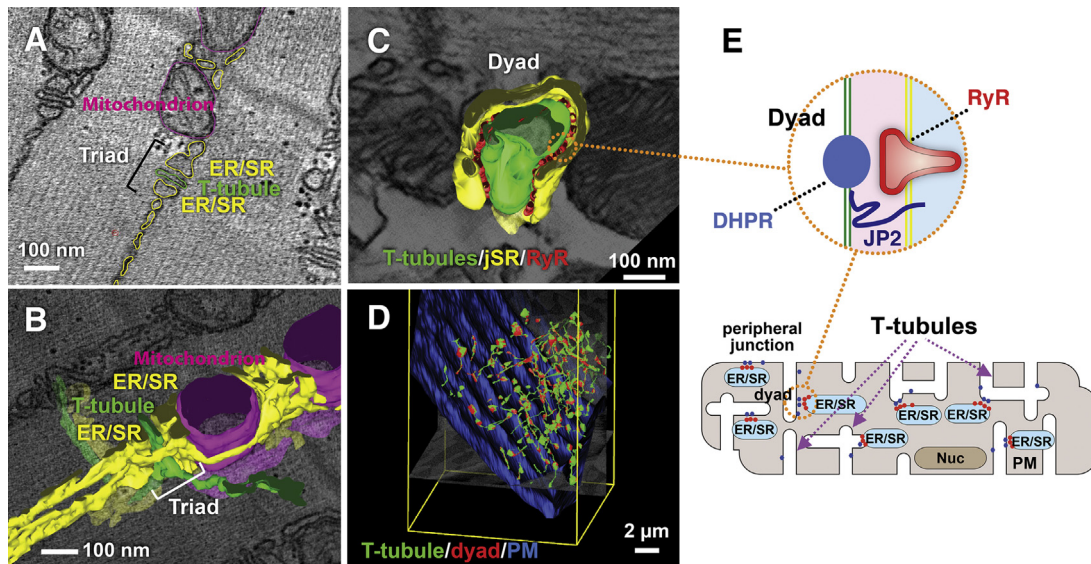 A
Mitochondrion
Triad
ER/SR
T-tubule
ER/SR
100 nm
B
Mitochondrion
ER/SR
T-tubule
ER/SR
Triad
100 nm
C
Dyad
T-tubules/jSR/RyR
100 nm
D
2 µm
T-tubule/dyad/PM
E
RyR
Dyad
DHPR
JP2
T-tubules
peripheral
junction
ER/SR
dyad
ER/SR
ER/SR
ER/SR
ER/SR
ER/SR
ER/SR
Nuc
PM